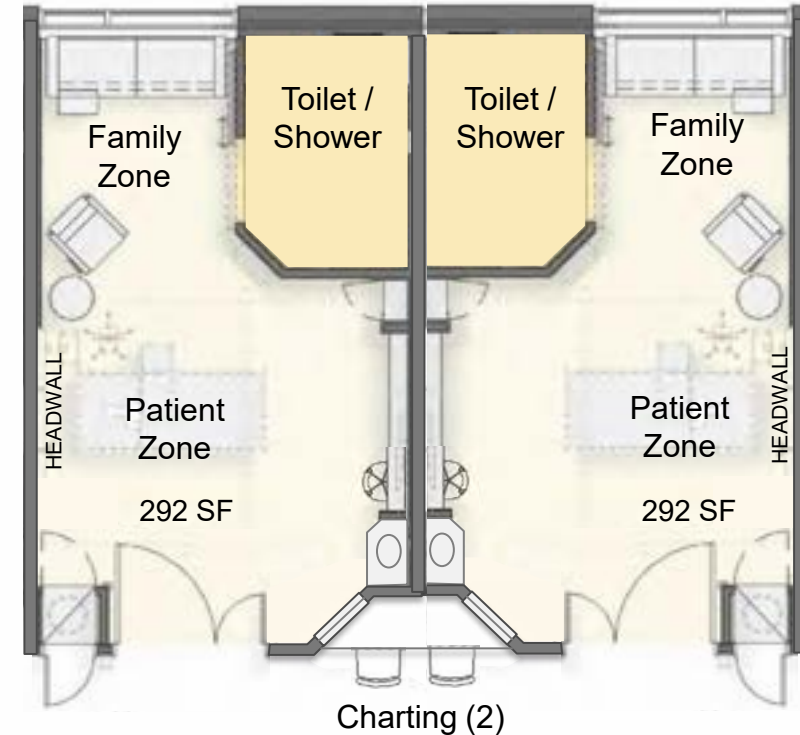 Toilet /
Shower
Toilet /
Shower
Family
Zone
Family
Zone
HEADWALL
Patient
Zone
Patient
Zone
HEADWALL
292 SF
292 SF
Charting (2)